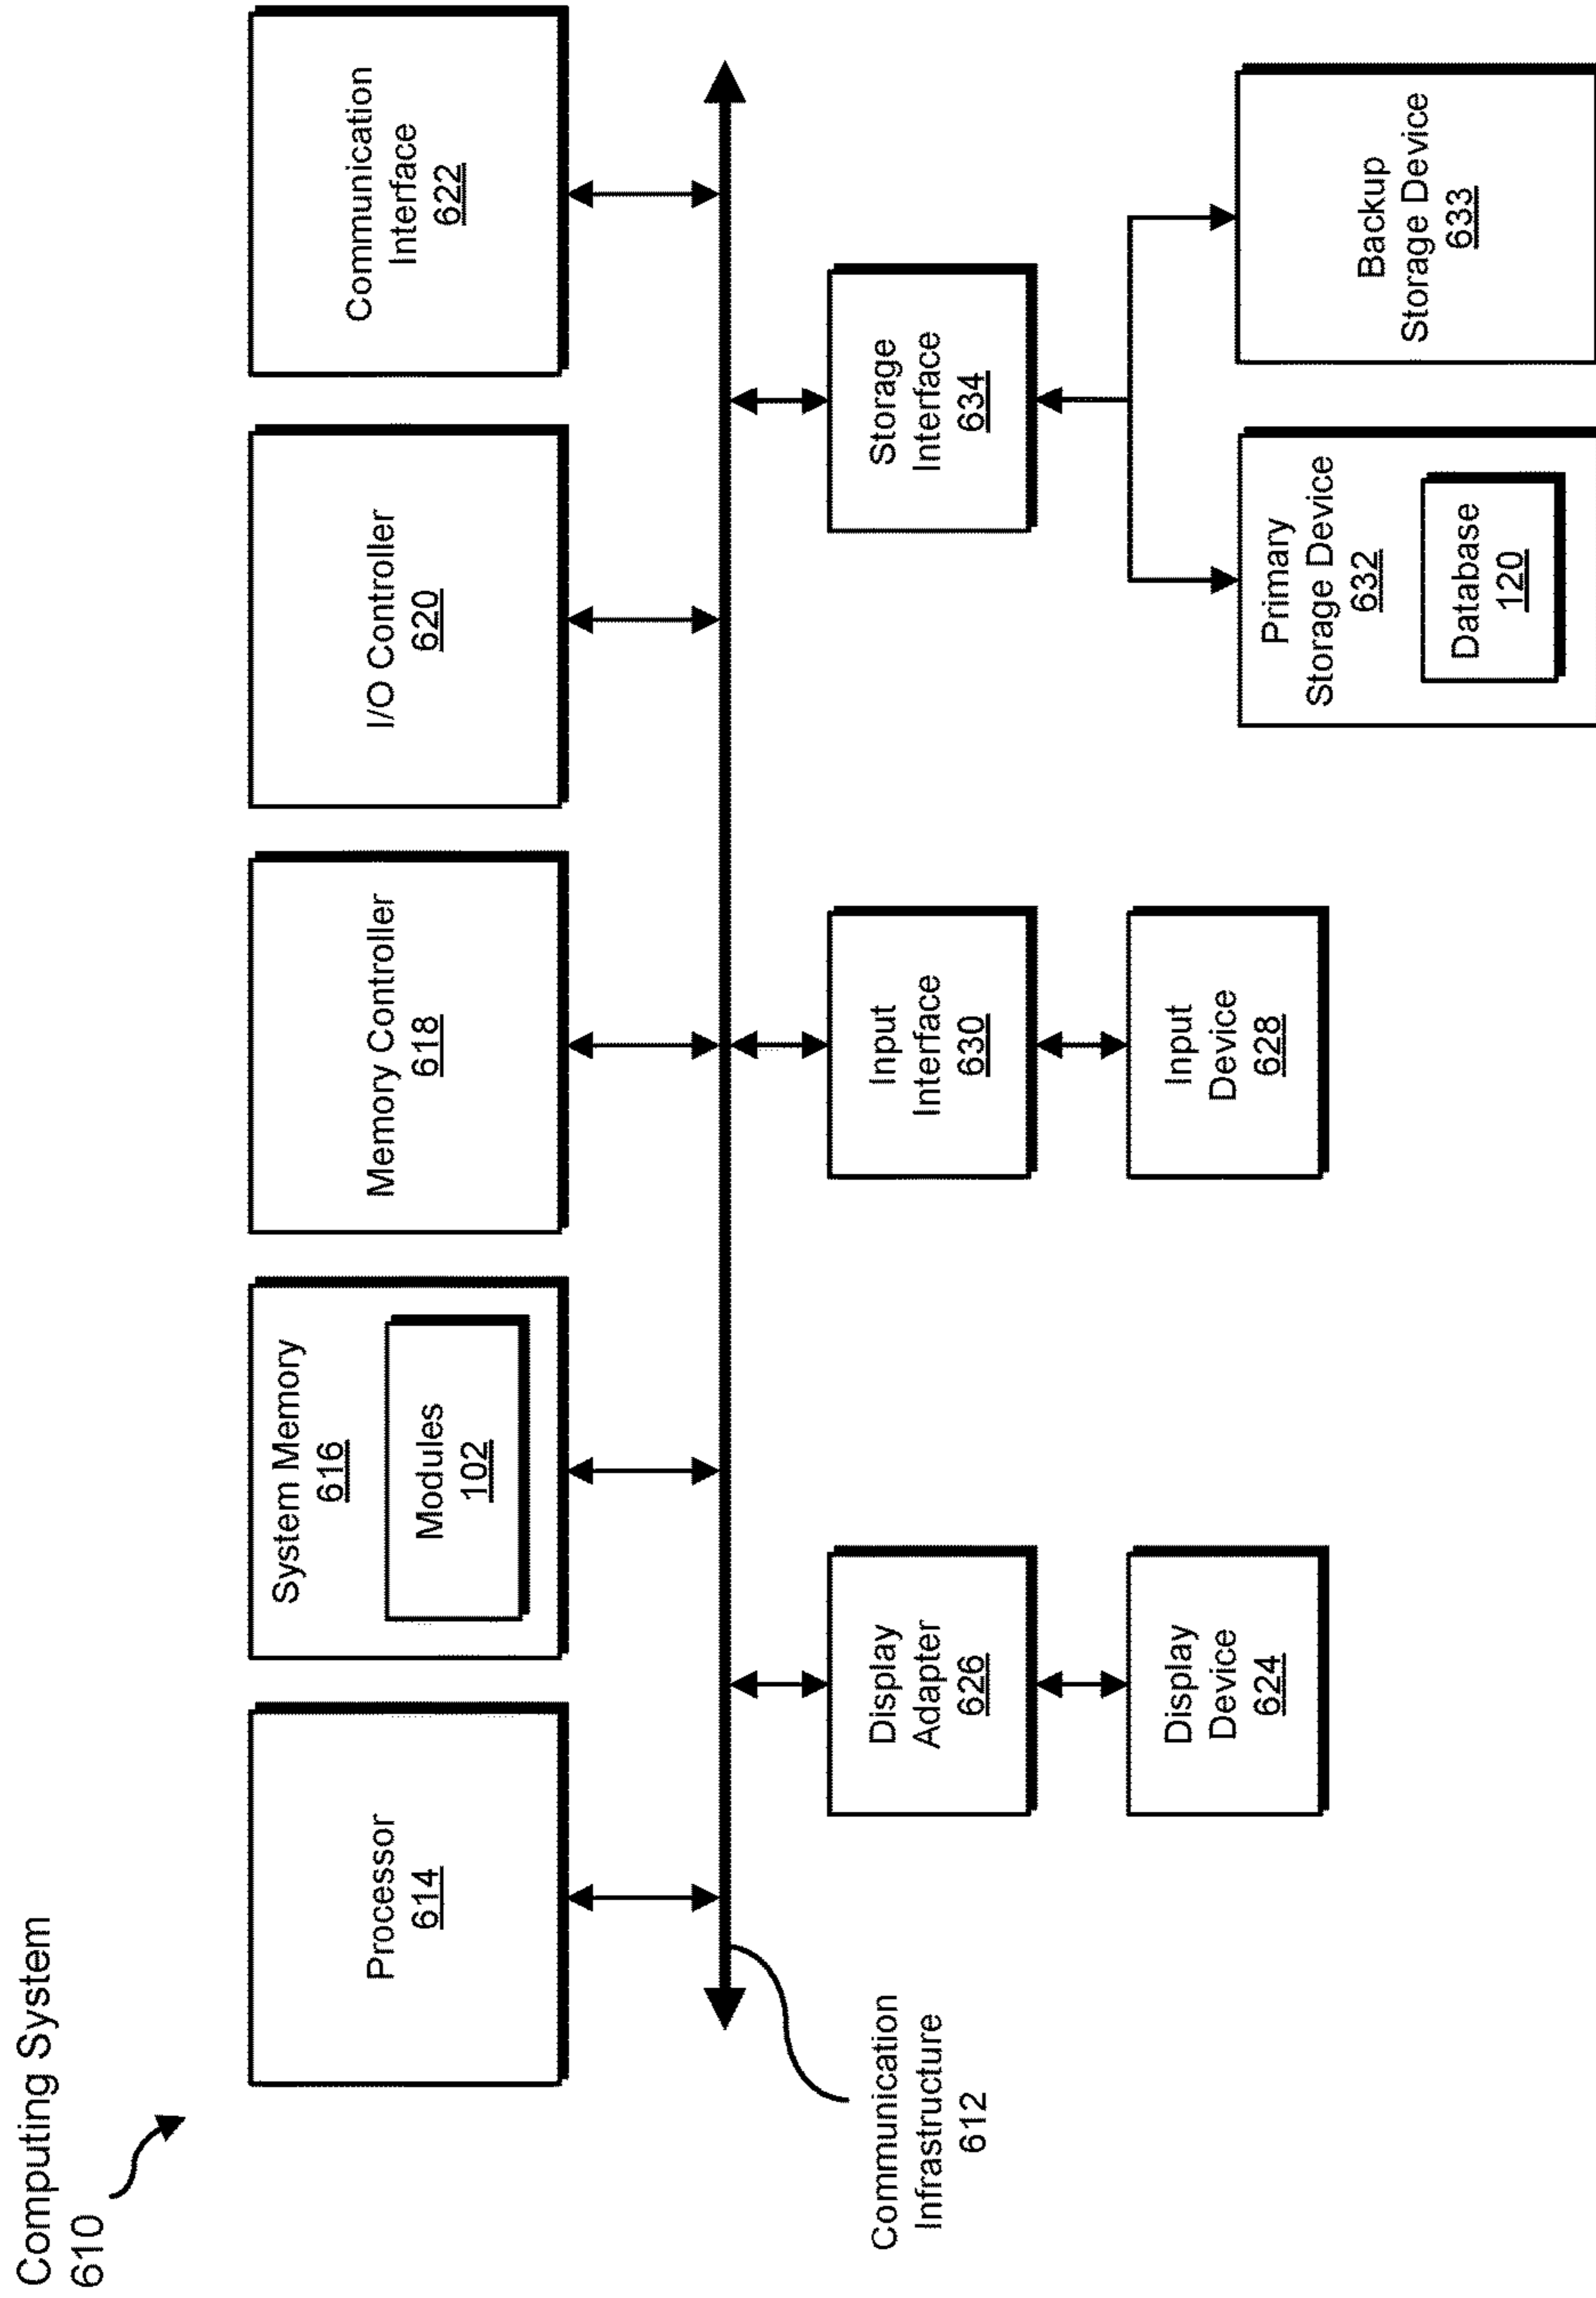 Computing System
610
Processor
614
System Memory
616
Modules
102
Memory Controller
618
I/O Controller
620
Communication
Interface
622
Communication
Infrastructure
612
Display
Adapter
626
Input
Interface
630
Storage
Interface
634
Display
Device
624
Input
Device
628
Primary
Storage Device
632
Database
120
Backup
Storage Device
633